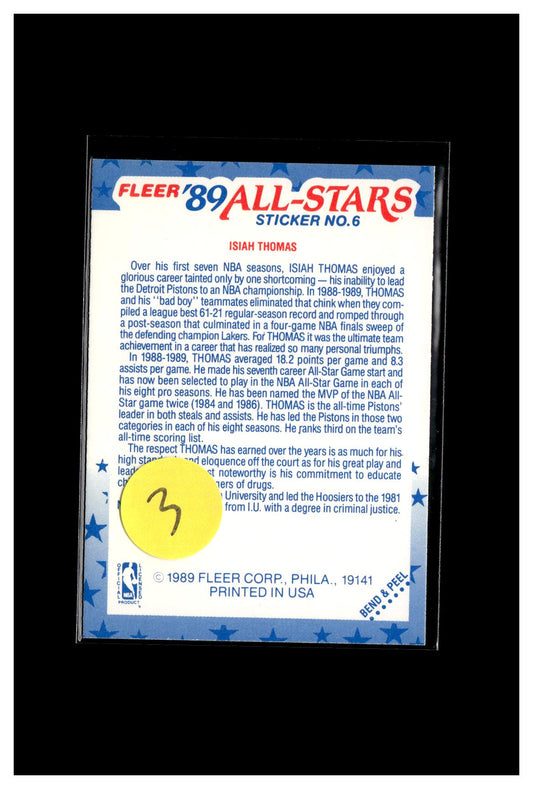 FLEER '89 ALL-STARS
STICKER NO. 6
ISIAH THOMAS
Over his first seven NBA seasons, ISIAH THOMAS enjoyed a
glorious career tainted only by one shortcoming — his inability to lead
the Detroit Pistons to an NBA championship. In 1988-1989, THOMAS
and his "bad boy" teammates eliminated that chink when they com-
piled a league best 61-21 regular-season record and romped through
a post-season that culminated in a four-game NBA finals sweep of
the defending champion Lakers. For THOMAS it was the ultimate team
achievement in a career that has realized so many personal triumphs.
In 1988-1989, THOMAS averaged 18.2 points per game and 8.3
assists per game. He made his seventh career All-Star Game start and
has now been selected to play in the NBA All-Star Game in each of
his eight pro seasons. He has been named the MVP of the NBA All-
Star game twice (1984 and 1986). THOMAS is the all-time Pistons'
leader in both steals and assists. He has led the Pistons in those two
categories in each of his eight seasons. He ranks third on the team's
all-time scoring list.
The respect THOMAS has earned over the years is as much for his
high and eloquence off the court as for his great play and
noteworthy is his commitment to educate
of drugs.
University and led the Hoosiers to the 1981
from I.U. with a degree in criminal justice.
3
© 1989 FLEER CORP., PHILA., 19141
PRINTED IN USA
OFFICIAL LICENSED
NBA
PRODUCT
BEND & PEEL